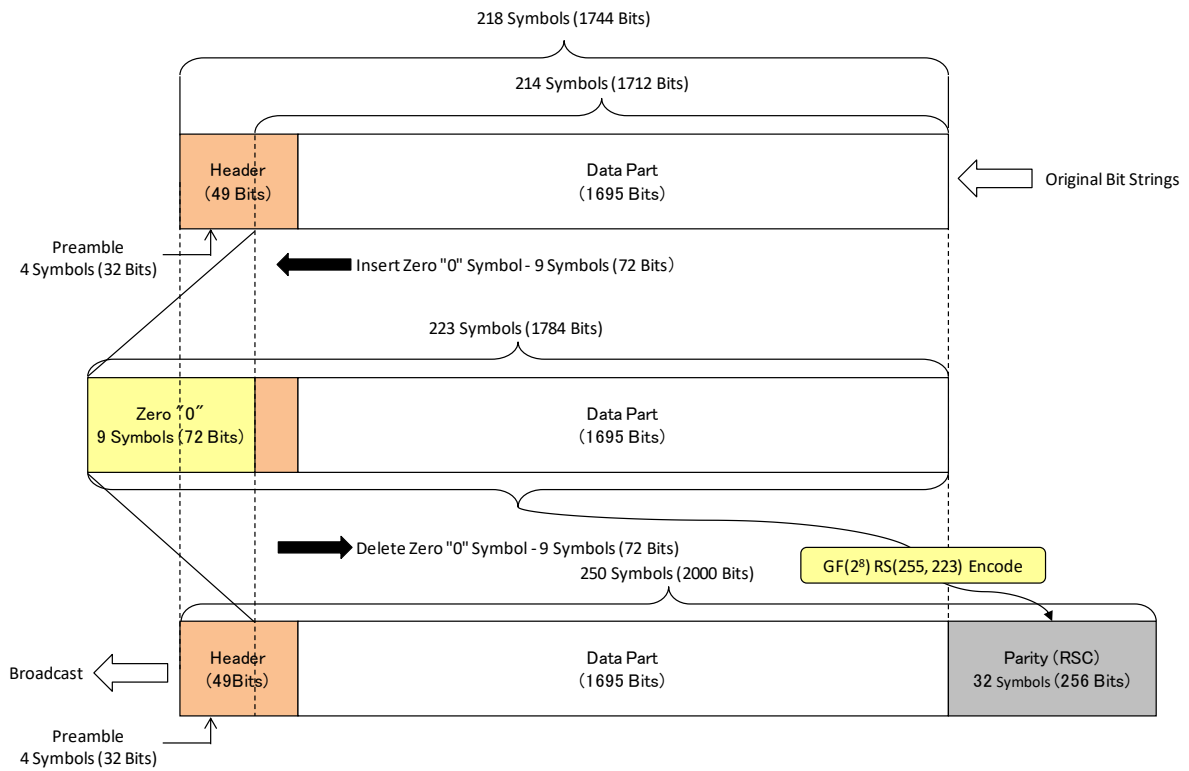 218 Symbols (1744 Bits)
214 Symbols (1712 Bits)
Header
(49 Bits)
Data Part
(1695 Bits)
Original Bit Strings
Preamble
4 Symbols (32 Bits)
Insert Zero "0" Symbol - 9 Symbols (72 Bits)
223 Symbols (1784 Bits)
Zero "0"
9 Symbols (72 Bits)
Data Part
(1695 Bits)
Delete Zero "0" Symbol - 9 Symbols (72 Bits)
GF(2⁸) RS(255, 223) Encode
250 Symbols (2000 Bits)
Broadcast
Header
(49Bits)
Data Part
(1695 Bits)
Parity (RSC)
32 Symbols (256 Bits)
Preamble
4 Symbols (32 Bits)